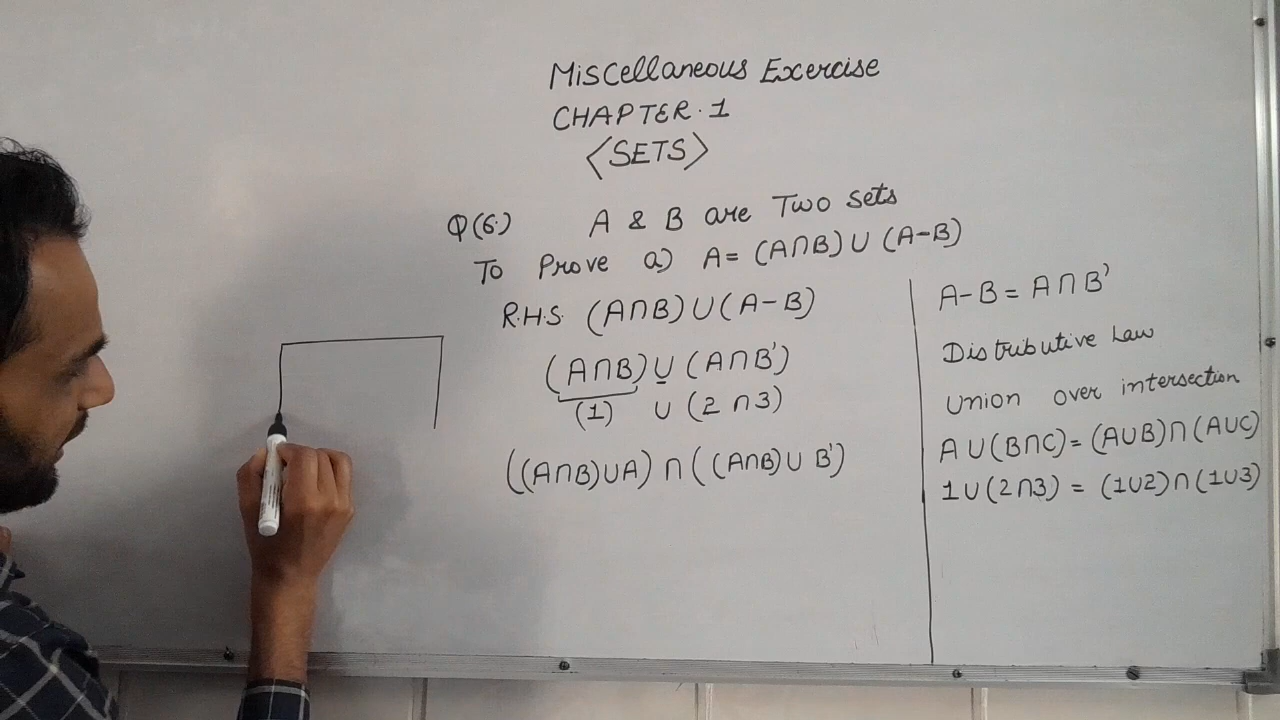 Miscellaneous Excercise
CHAPTER.1
<SETS>
Q(6.) A & B are Two sets
To Prove a) A= (A∩B)∪(A-B)
R.H.S. (A∩B)∪(A-B)
(A∩B)∪(A∩B')
(1) ∪ (2∩3)
((A∩B)∪A)∩((A∩B)∪B')
A-B = A∩B'
Distributive Law
Union over intersection
A∪(B∩C)=(A∪B)∩(A∪C)
1∪(2∩3) = (1∪2)∩(1∪3)